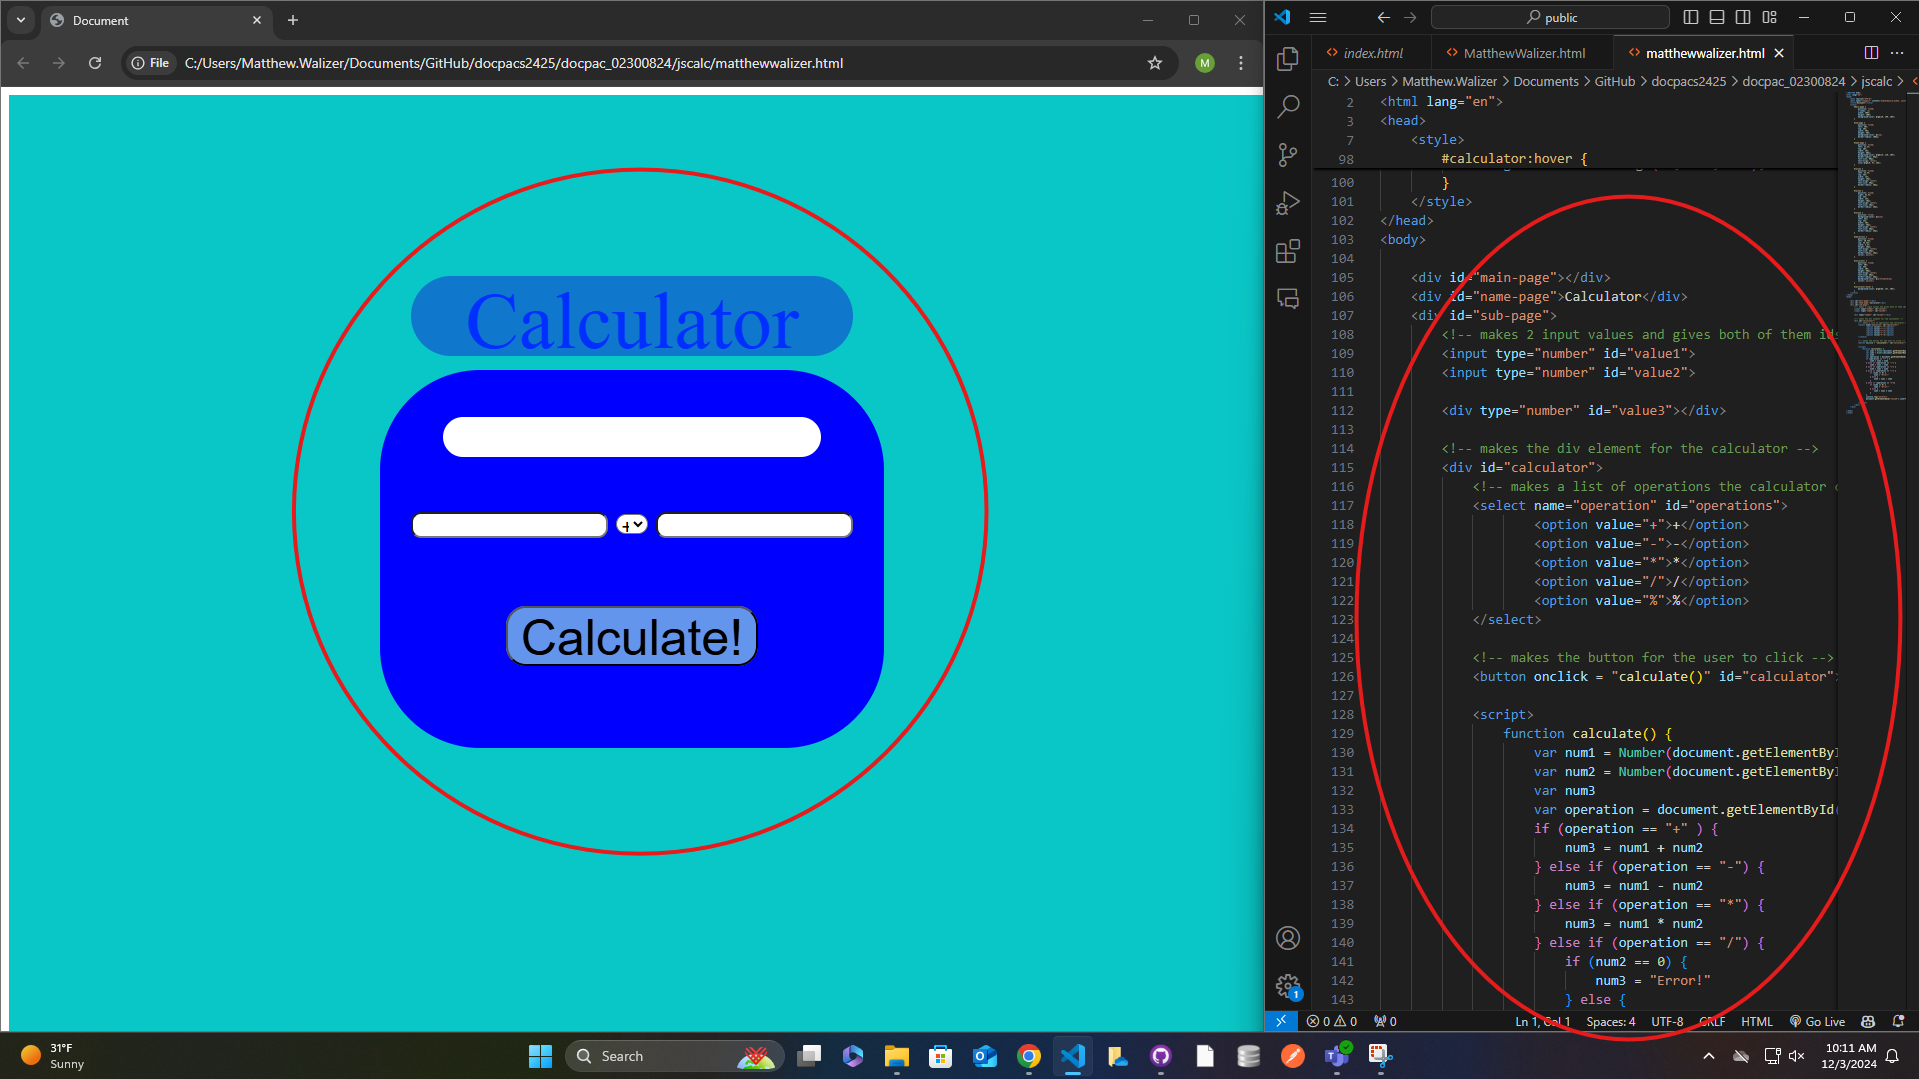 Document
File
C:/Users/Matthew.Walizer/Documents/GitHub/docpacs2425/docpac_02300824/jscalc/matthewwalizer.html
M
Calculator
+
Calculate!
public
index.html
MatthewWalizer.html
matthewwalizer.html
C: > Users > Matthew.Walizer > Documents > GitHub > docpacs2425 > docpac_02300824 > jscalc >
2 <html lang="en">
3 <head>
7 <style>
98 #calculator:hover {
100 }
101 </style>
102 </head>
103 <body>
104
105 <div id="main-page"></div>
106 <div id="name-page">Calculator</div>
107 <div id="sub-page">
108 <!-- makes 2 input values and gives both of them ids
109 <input type="number" id="value1">
110 <input type="number" id="value2">
111
112 <div type="number" id="value3"></div>
113
114 <!-- makes the div element for the calculator -->
115 <div id="calculator">
116 <!-- makes a list of operations the calculator
117 <select name="operation" id="operations">
118 <option value="+">+</option>
119 <option value="-">-</option>
120 <option value="*">*</option>
121 <option value="/">/</option>
122 <option value="%">%</option>
123 </select>
124
125 <!-- makes the button for the user to click -->
126 <button onclick = "calculate()" id="calculator">
127
128 <script>
129 function calculate() {
130 var num1 = Number(document.getElementByI
131 var num2 = Number(document.getElementByI
132 var num3
133 var operation = document.getElementById(
134 if (operation == "+" ) {
135 num3 = num1 + num2
136 } else if (operation == "-") {
137 num3 = num1 - num2
138 } else if (operation == "*") {
139 num3 = num1 * num2
140 } else if (operation == "/") {
141 if (num2 == 0) {
142 num3 = "Error!"
143 } else {
1
0 0 0
Ln 1, Col 1 Spaces: 4 UTF-8 CRLF HTML Go Live
31°F
Sunny
Search
10:11 AM
12/3/2024